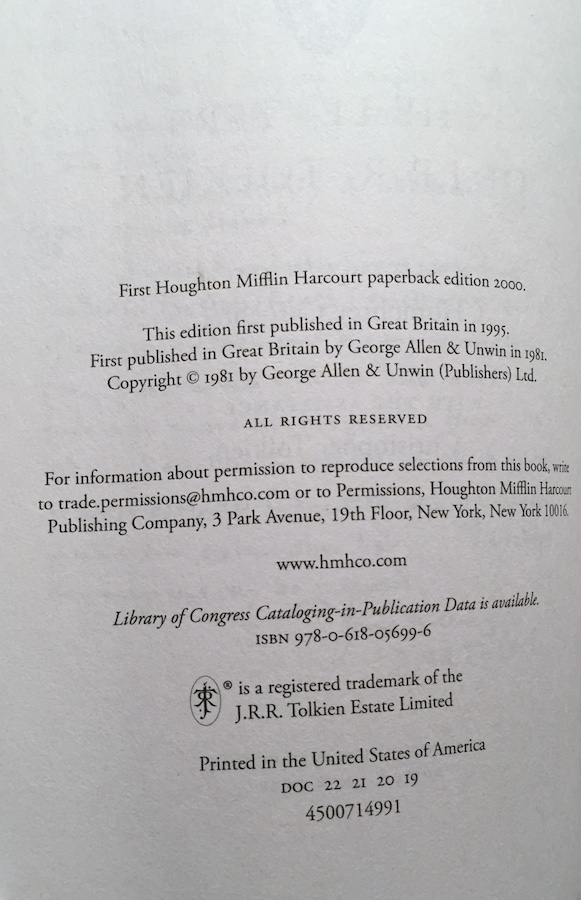 First Houghton Mifflin Harcourt paperback edition 2000.
This edition first published in Great Britain in 1995.
First published in Great Britain by George Allen & Unwin in 1981.
Copyright © 1981 by George Allen & Unwin (Publishers) Ltd.
ALL RIGHTS RESERVED
For information about permission to reproduce selections from this book, write
to trade.permissions@hmhco.com or to Permissions, Houghton Mifflin Harcourt
Publishing Company, 3 Park Avenue, 19th Floor, New York, New York 10016.
www.hmhco.com
Library of Congress Cataloging-in-Publication Data is available.
ISBN 978-0-618-05699-6
® is a registered trademark of the
J.R.R. Tolkien Estate Limited
Printed in the United States of America
DOC 22 21 20 19
4500714991